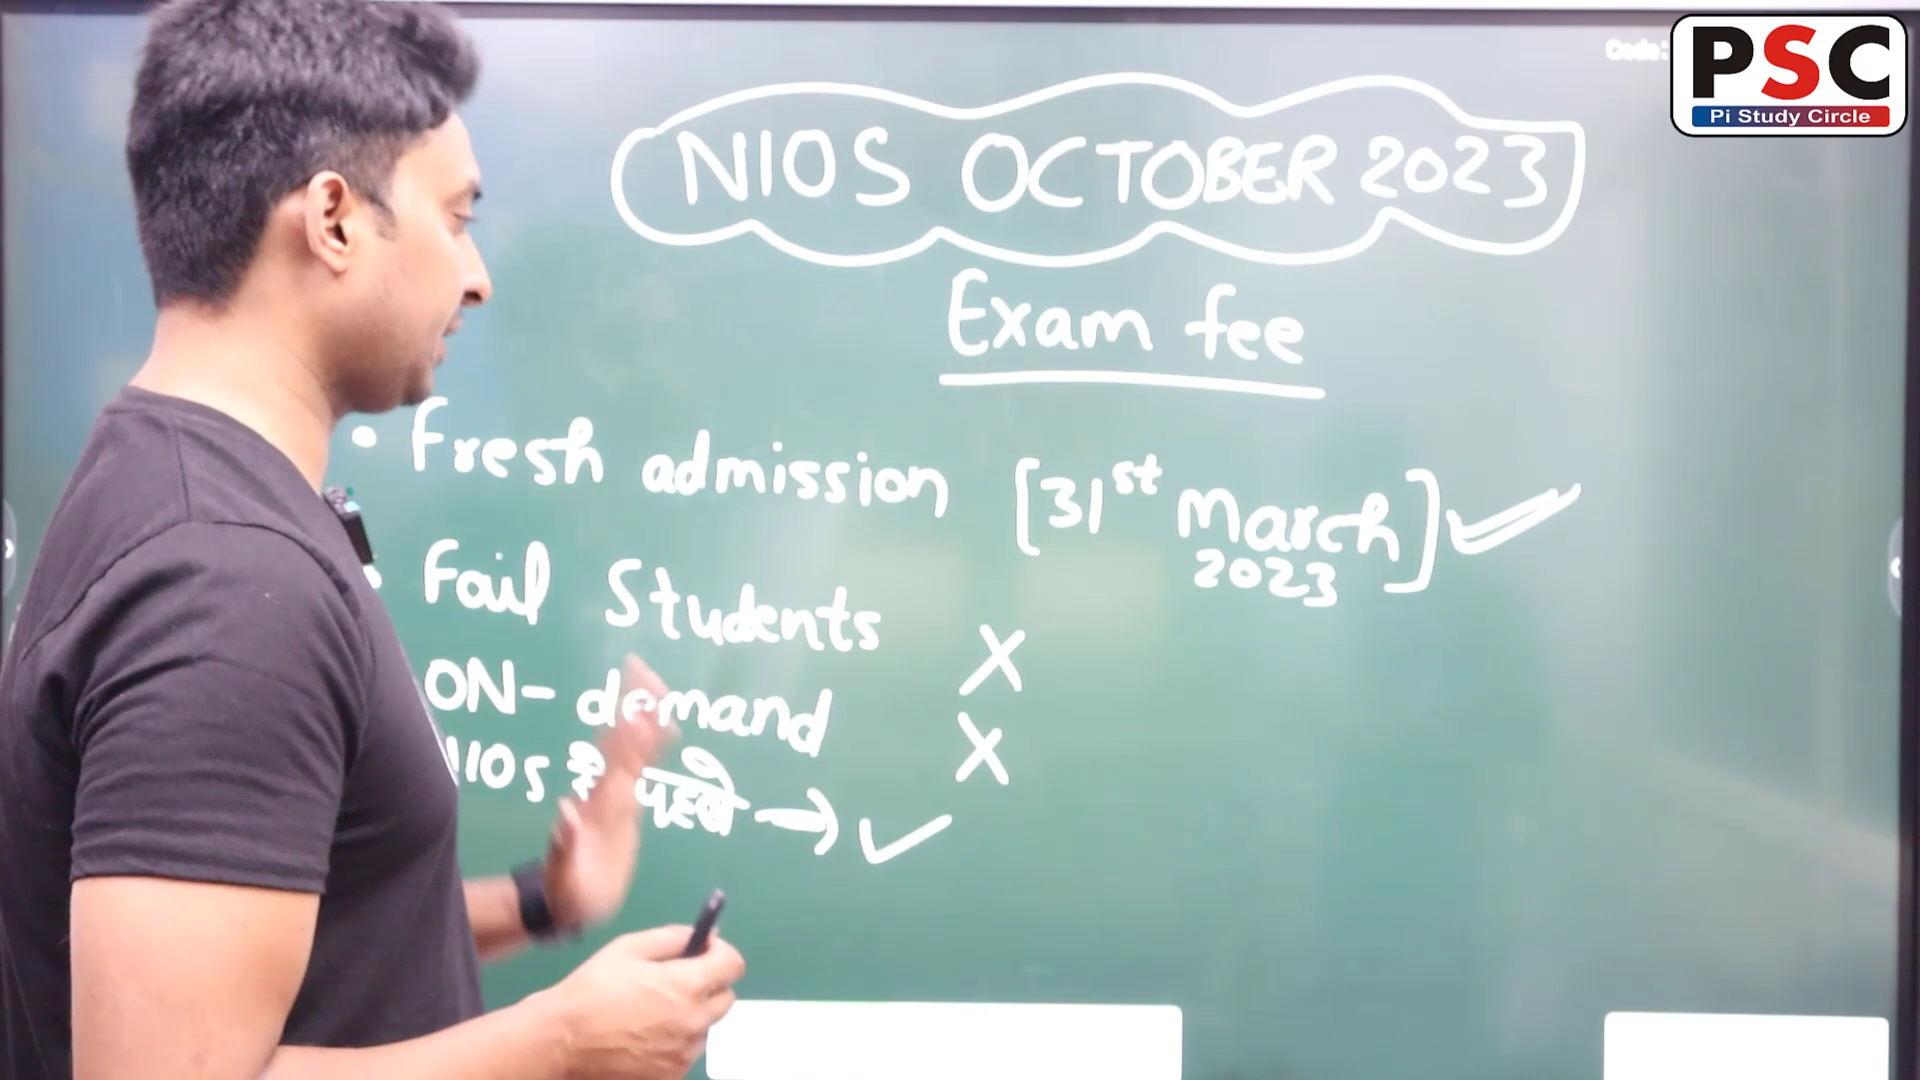 Code:
PSC
Pi Study Circle
NIOS OCTOBER 2023
Exam fee
• Fresh admission [31st March 2023]
• Fail Students X
ON-demand X
NIOS से पहले → ✓